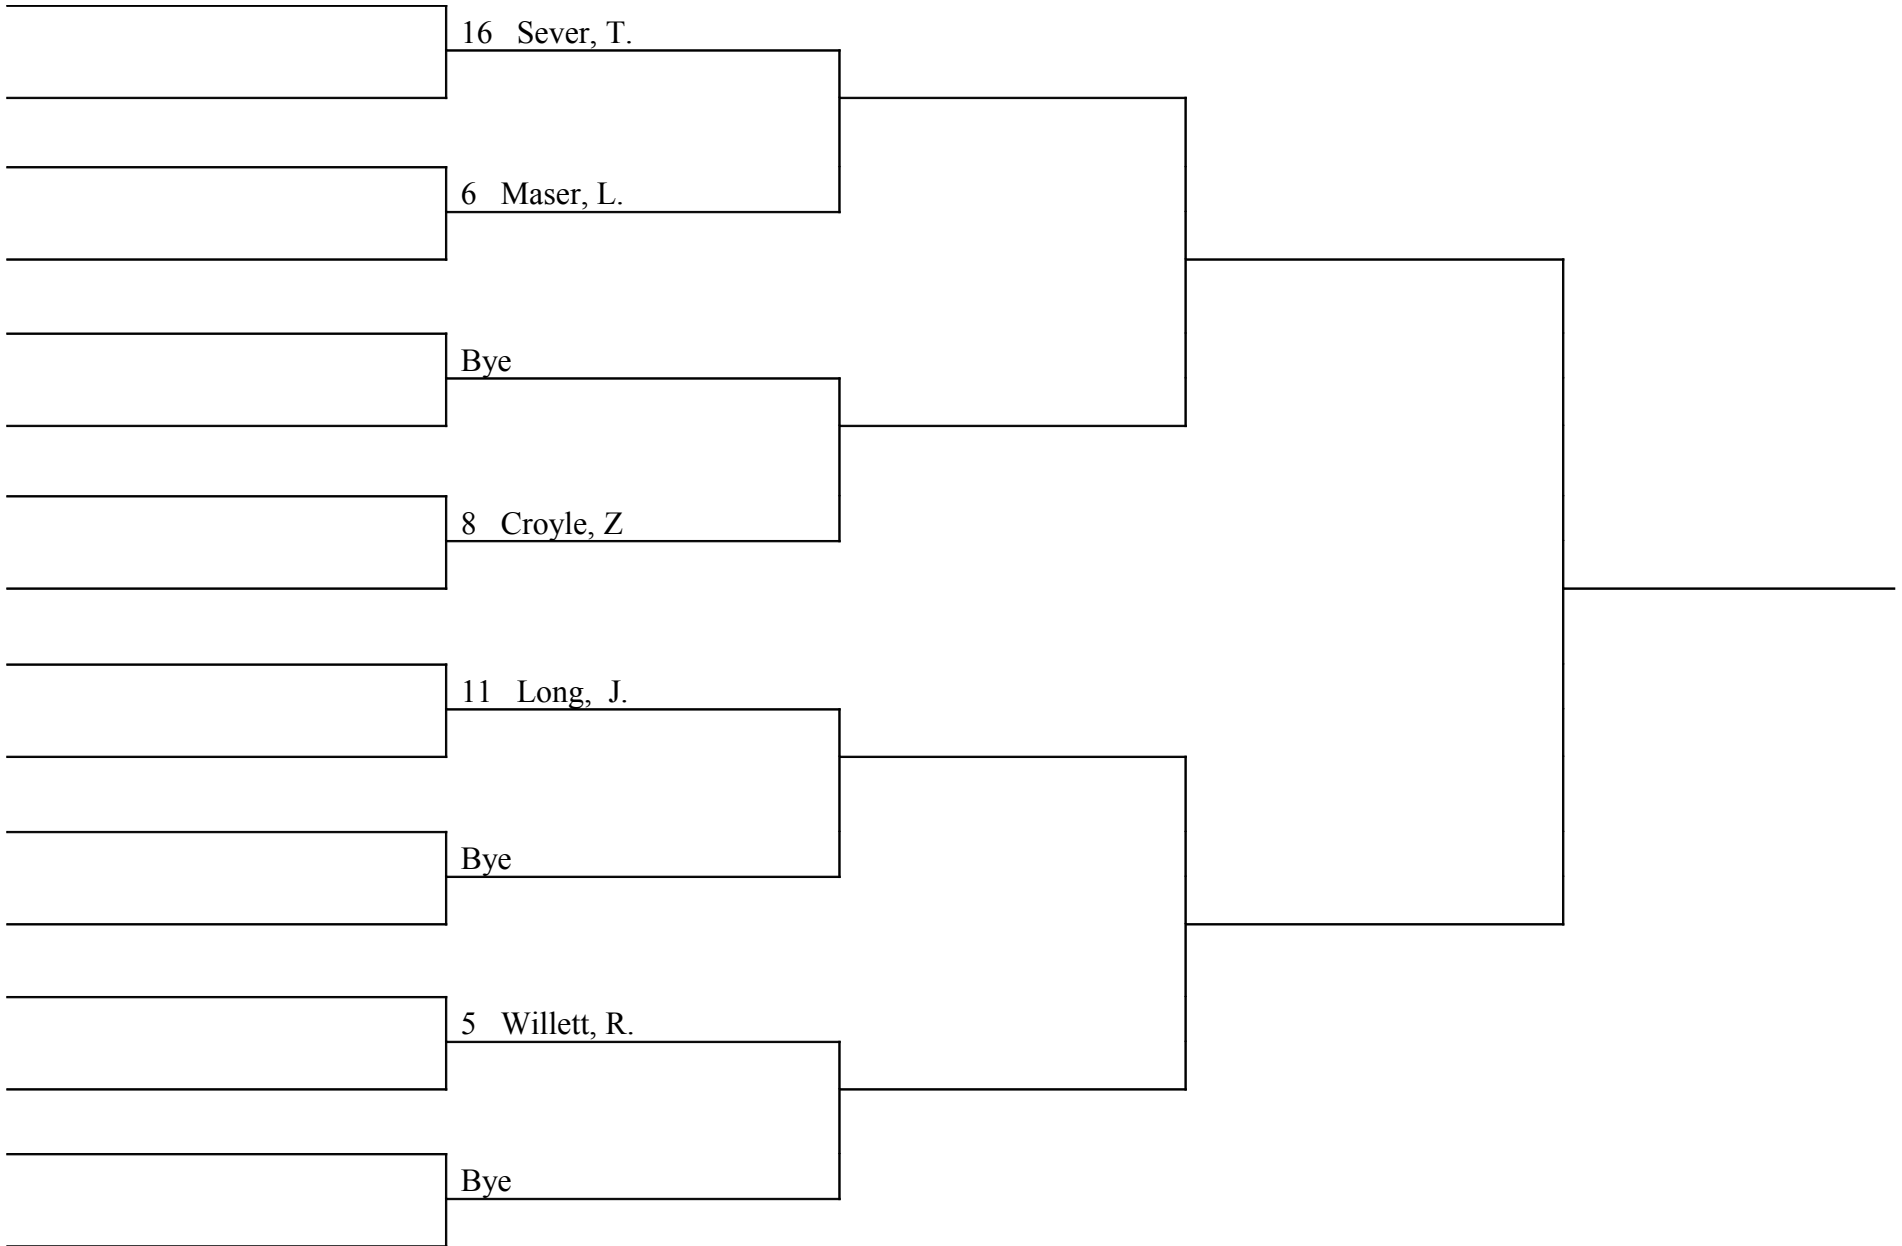 16 Sever, T.
6 Maser, L.
Bye
8 Croyle, Z
11 Long, J.
Bye
5 Willett, R.
Bye